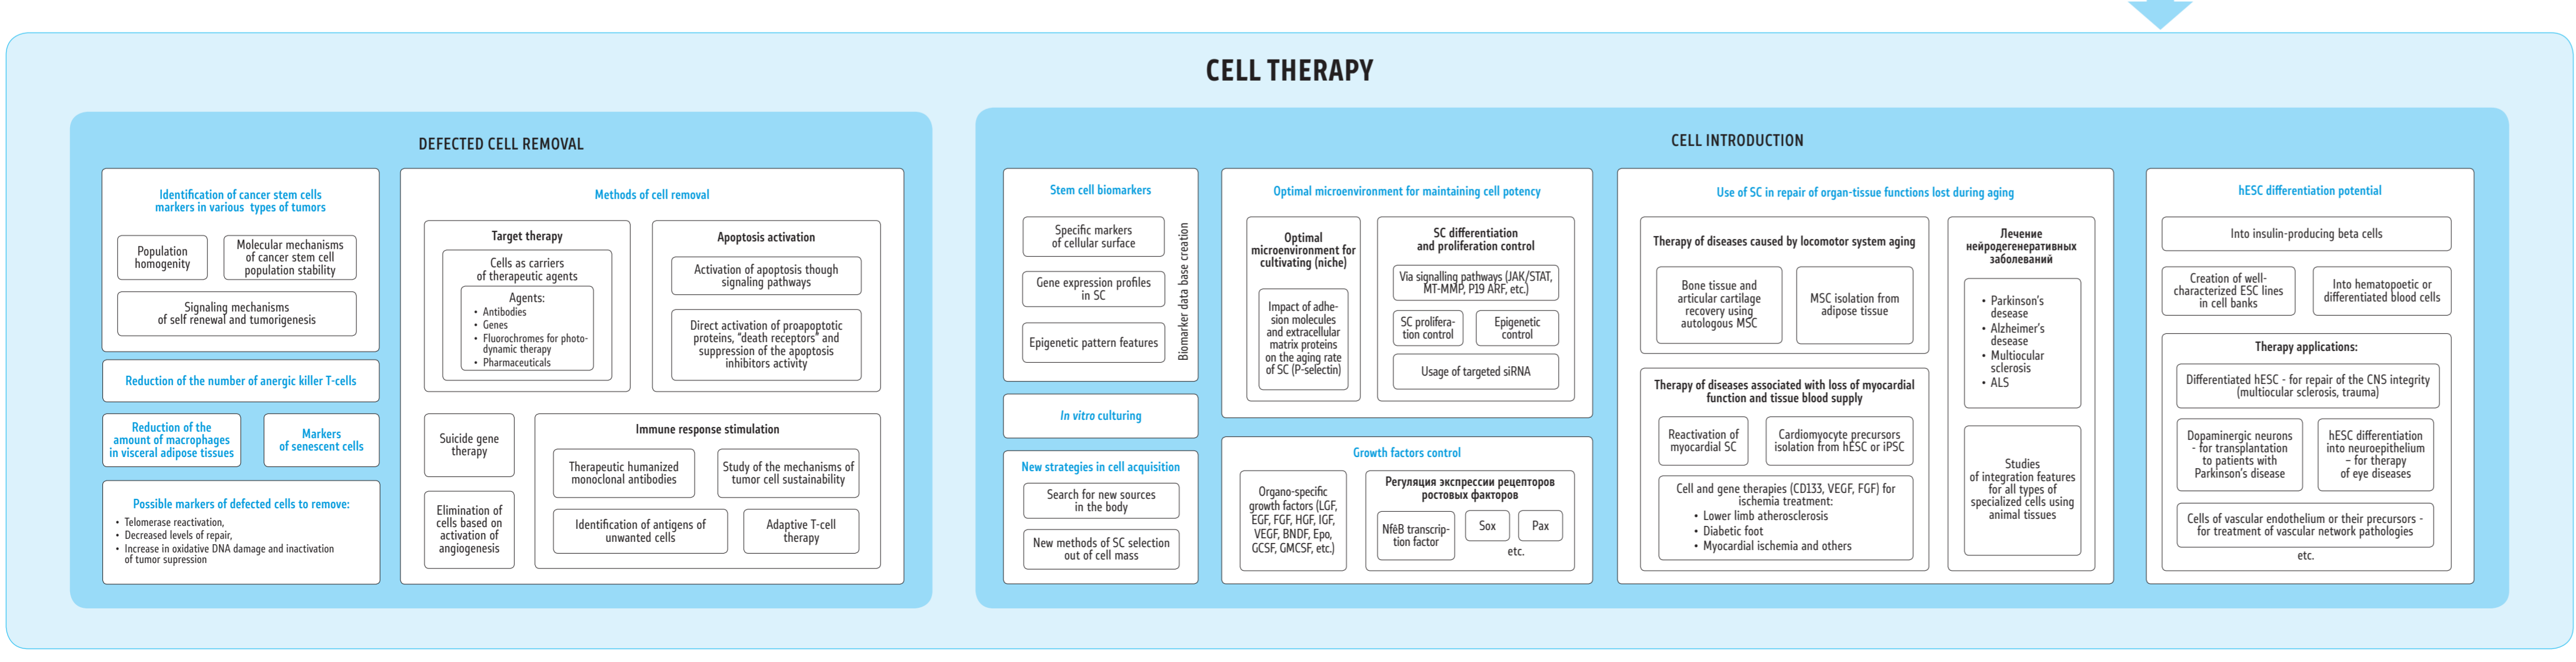 CELL THERAPY
DEFECTED CELL REMOVAL
Identification of cancer stem cells
markers in various types of tumors
Population
homogenity
Molecular mechanisms
of cancer stem cell
population stability
Signaling mechanisms
of self renewal and tumorigenesis
Reduction of the number of anergic killer T-cells
Reduction of the
amount of macrophages
in visceral adipose tissues
Markers
of senescent cells
Possible markers of defected cells to remove:
• Telomerase reactivation,
• Decreased levels of repair,
• Increase in oxidative DNA damage and inactivation
of tumor supression
Methods of cell removal
Target therapy
Cells as carriers
of therapeutic agents
Agents:
• Antibodies
• Genes
• Fluorochromes for photo-
dynamic therapy
• Pharmaceuticals
Apoptosis activation
Activation of apoptosis though
signaling pathways
Direct activation of proapoptotic
proteins, "death receptors" and
suppression of the apoptosis
inhibitors activity
Suicide gene
therapy
Elimination of
cells based on
activation of
angiogenesis
Immune response stimulation
Therapeutic humanized
monoclonal antibodies
Study of the mechanisms of
tumor cell sustainability
Identification of antigens of
unwanted cells
Adaptive T-cell
therapy
CELL INTRODUCTION
Stem cell biomarkers
Specific markers
of cellular surface
Gene expression profiles
in SC
Epigenetic pattern features
Biomarker data base creation
In vitro culturing
New strategies in cell acquisition
Search for new sources
in the body
New methods of SC selection
out of cell mass
Optimal microenvironment for maintaining cell potency
Optimal
microenvironment for
cultivating (niche)
Impact of adhe-
sion molecules
and extracellular
matrix proteins
on the aging rate
of SC (P-selectin)
SC differentiation
and proliferation control
Via signalling pathways (JAK/STAT,
MT-MMP, P19 ARF, etc.)
SC prolifera-
tion control
Epigenetic
control
Usage of targeted siRNA
Growth factors control
Organo-specific
growth factors (LGF,
EGF, FGF, HGF, IGF,
VEGF, BNDF, Epo,
GCSF, GMCSF, etc.)
Регуляция экспрессии рецепторов
ростовых факторов
NfêB transcrip-
tion factor
Sox
Pax
etc.
Use of SC in repair of organ-tissue functions lost during aging
Therapy of diseases caused by locomotor system aging
Bone tissue and
articular cartilage
recovery using
autologous MSC
MSC isolation from
adipose tissue
Therapy of diseases associated with loss of myocardial
function and tissue blood supply
Reactivation of
myocardial SC
Cardiomyocyte precursors
isolation from hESC or iPSC
Cell and gene therapies (CD133, VEGF, FGF) for
ischemia treatment:
• Lower limb atherosclerosis
• Diabetic foot
• Myocardial ischemia and others
Лечение
нейродегенеративных
заболеваний
• Parkinson's
disease
• Alzheimer's
disease
• Multiocular
sclerosis
• ALS
Studies
of integration features
for all types of
specialized cells using
animal tissues
hESC differentiation potential
Into insulin-producing beta cells
Creation of well-
characterized ESC lines
in cell banks
Into hematopoetic or
differentiated blood cells
Therapy applications:
Differentiated hESC - for repair of the CNS integrity
(multiocular sclerosis, trauma)
Dopaminergic neurons
- for transplantation
to patients with
Parkinson's disease
hESC differentiation
into neuroepithelium
– for therapy
of eye diseases
Cells of vascular endothelium or their precursors -
for treatment of vascular network pathologies
etc.